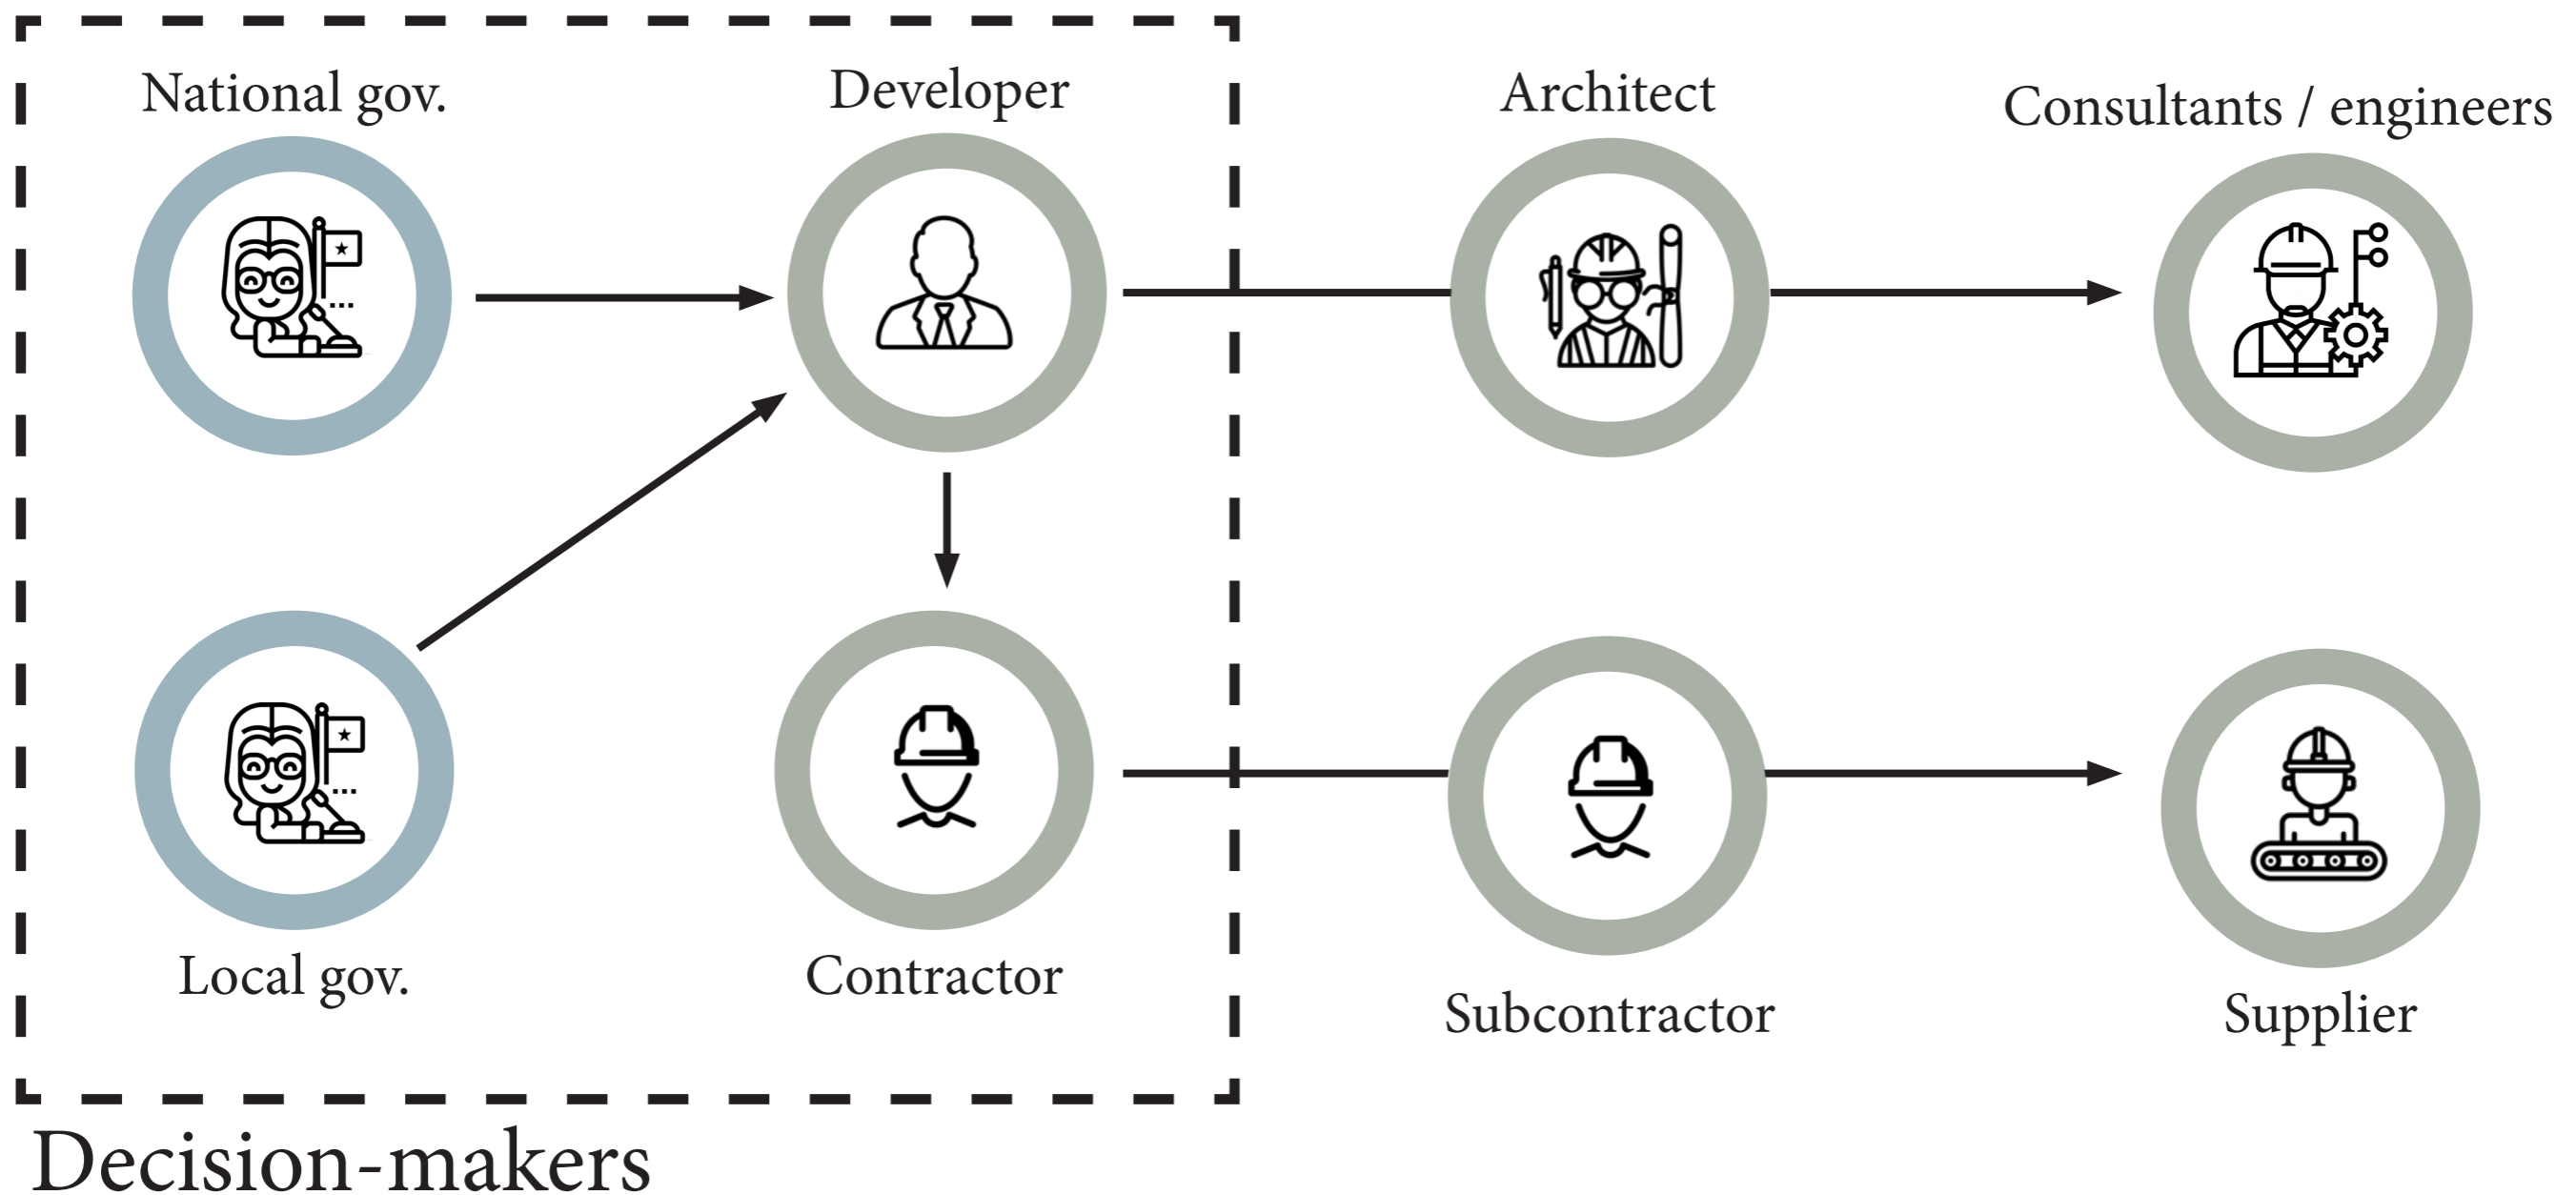 National gov.
Developer
Architect
Consultants / engineers
Local gov.
Contractor
Subcontractor
Supplier
Decision-makers